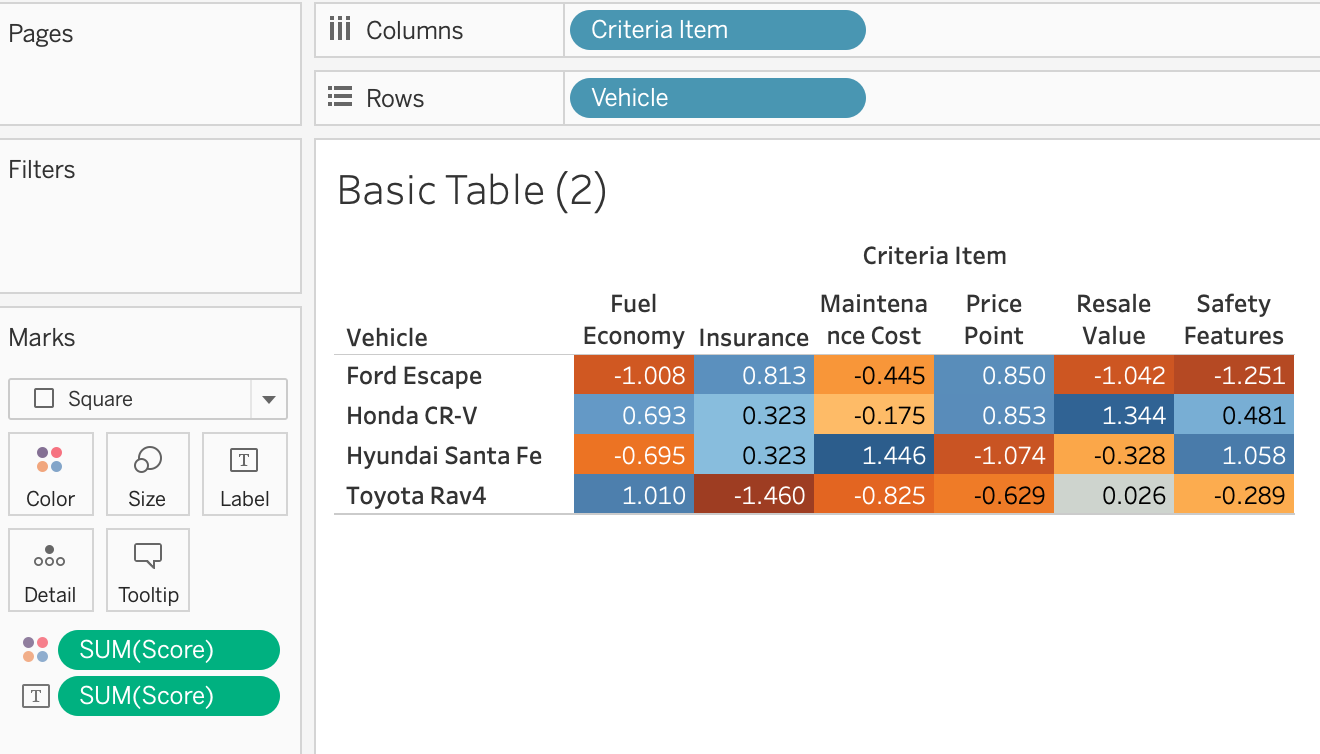 Pages
Columns
Criteria Item
Rows
Vehicle
Filters
Basic Table (2)
Criteria Item
Vehicle
Fuel
Economy
Insurance
Maintena
nce Cost
Price
Point
Resale
Value
Safety
Features
Ford Escape -1.008 0.813 -0.445 0.850 -1.042 -1.251
Honda CR-V 0.693 0.323 -0.175 0.853 1.344 0.481
Hyundai Santa Fe -0.695 0.323 1.446 -1.074 -0.328 1.058
Toyota Rav4 1.010 -1.460 -0.825 -0.629 0.026 -0.289
Marks
Square
Color
Size
T
Label
Detail
Tooltip
SUM(Score)
T SUM(Score)